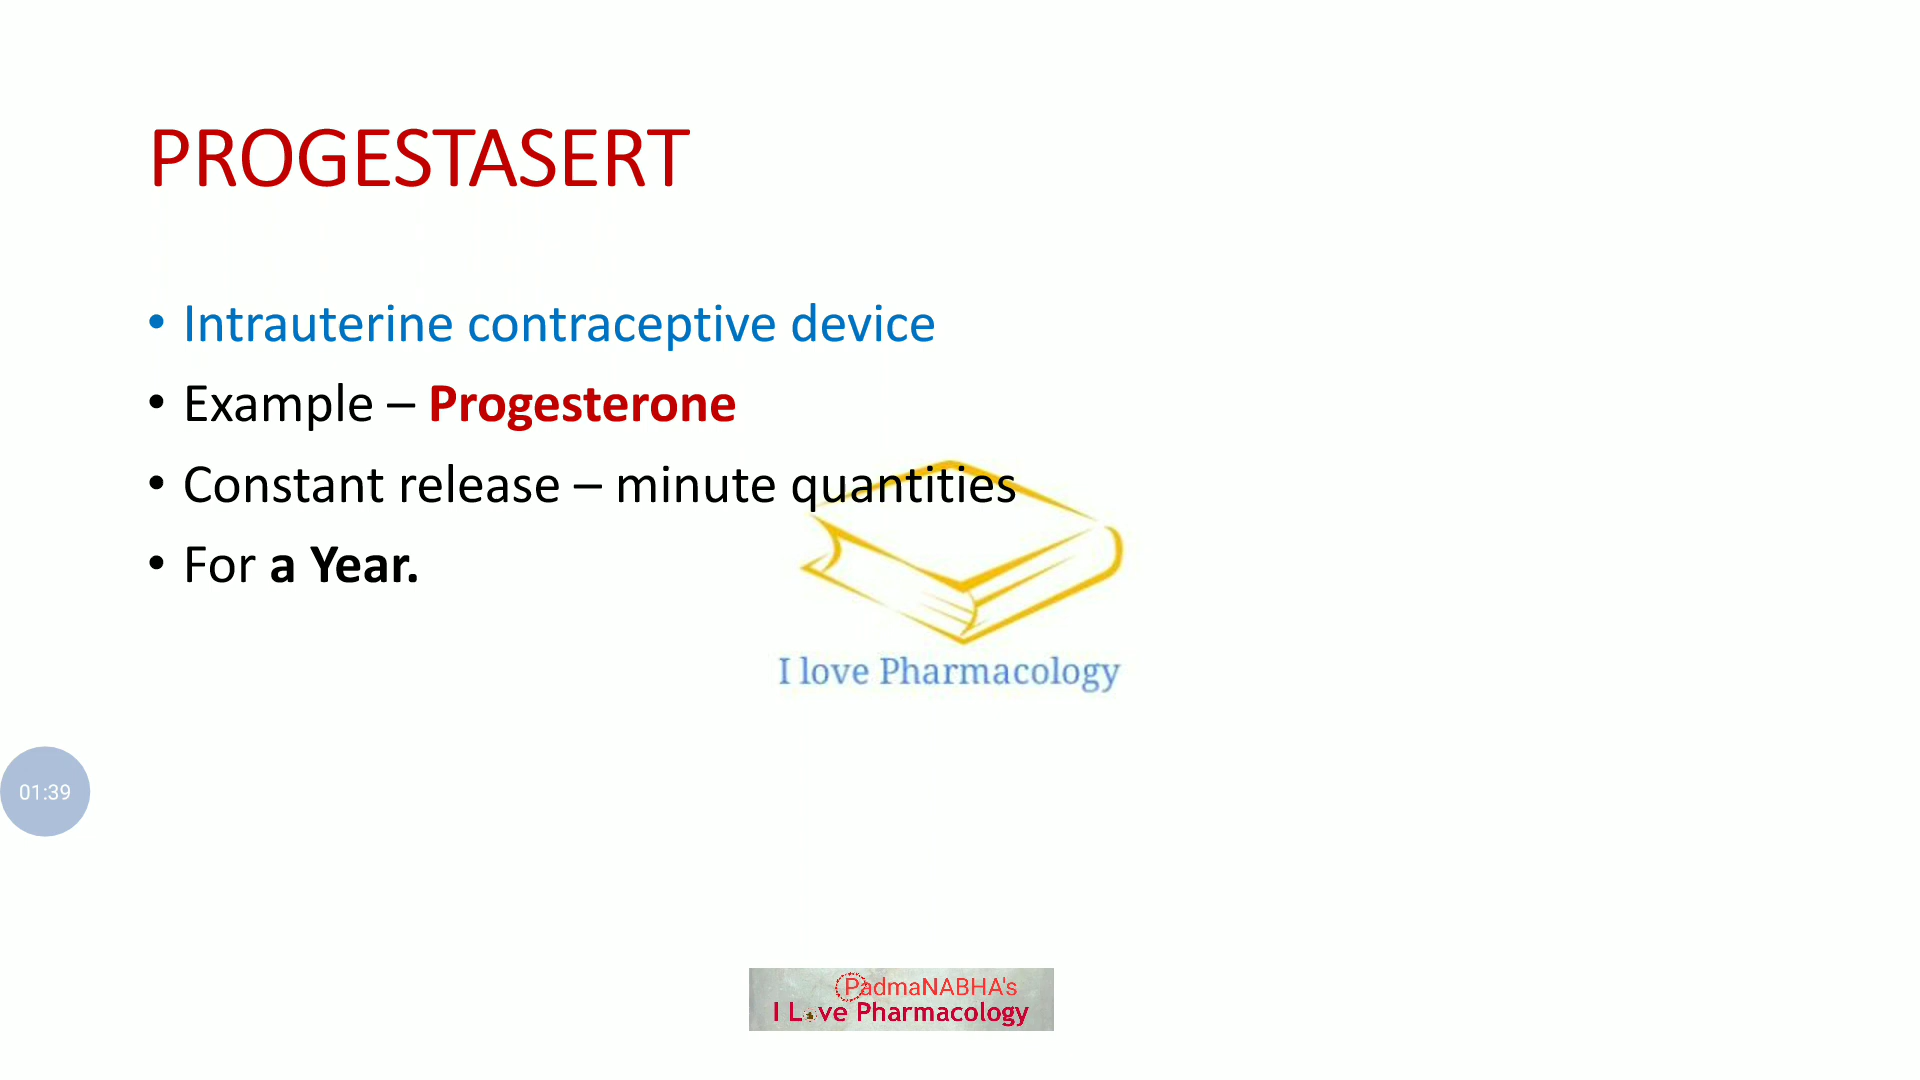 PROGESTASERT
• Intrauterine contraceptive device
• Example – Progesterone
• Constant release – minute quantities
• For a Year.
I love Pharmacology
01:39
PadmaNABHA's
I Love Pharmacology